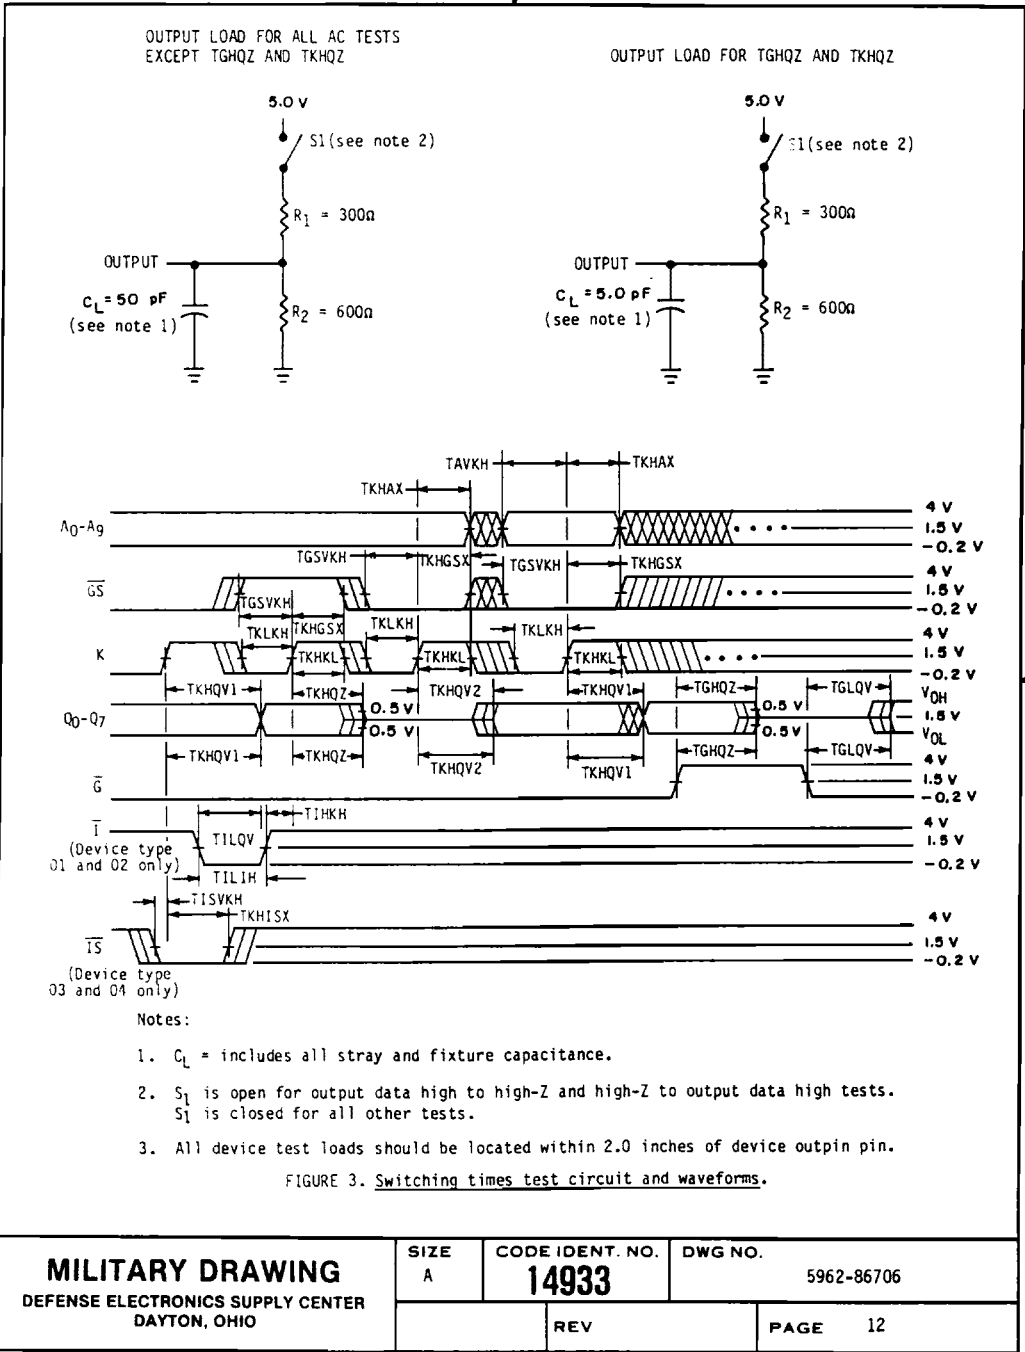 OUTPUT LOAD FOR ALL AC TESTS
EXCEPT TGHQZ AND TKHQZ
OUTPUT LOAD FOR TGHQZ AND TKHQZ
5.0 V
S1(see note 2)
R1 = 300Ω
OUTPUT
CL = 50 pF
(see note 1)
R2 = 600Ω
5.0 V
S1(see note 2)
R1 = 300Ω
OUTPUT
CL = 5.0 pF
(see note 1)
R2 = 600Ω
TAVKH TKHAX
TKHAX
A0-A9
4 V
1.5 V
-0.2 V
TGSVKH TKHGSX TGSVKH TKHGSX
GS
4 V
1.5 V
-0.2 V
TGSVKH
TKHGSX
TKLKH TKLKH TKLKH
K
TKHKL TKHKL TKHKL
4 V
1.5 V
-0.2 V
TKHQV1 TKHQZ TKHQV2 TKHQV1 TGHQZ TGLQV
Q0-Q7
0.5 V 0.5 V
0.5 V 0.5 V
VOH
1.5 V
VOL
TKHQV1 TKHQZ TKHQV2 TKHQV1 TGHQZ TGLQV
G
4 V
1.5 V
-0.2 V
TIHKH
I
(Device type
01 and 02 only)
TILQV
4 V
1.5 V
-0.2 V
TILIH
TISVKH
TKHISX
IS
(Device type
03 and 04 only)
4 V
1.5 V
-0.2 V
Notes:
1. CL = includes all stray and fixture capacitance.
2. S1 is open for output data high to high-Z and high-Z to output data high tests.
S1 is closed for all other tests.
3. All device test loads should be located within 2.0 inches of device outpin pin.
FIGURE 3. Switching times test circuit and waveforms.
MILITARY DRAWING
DEFENSE ELECTRONICS SUPPLY CENTER
DAYTON, OHIO
SIZE
A
CODE IDENT. NO.
14933
DWG NO.
5962-86706
REV
PAGE 12